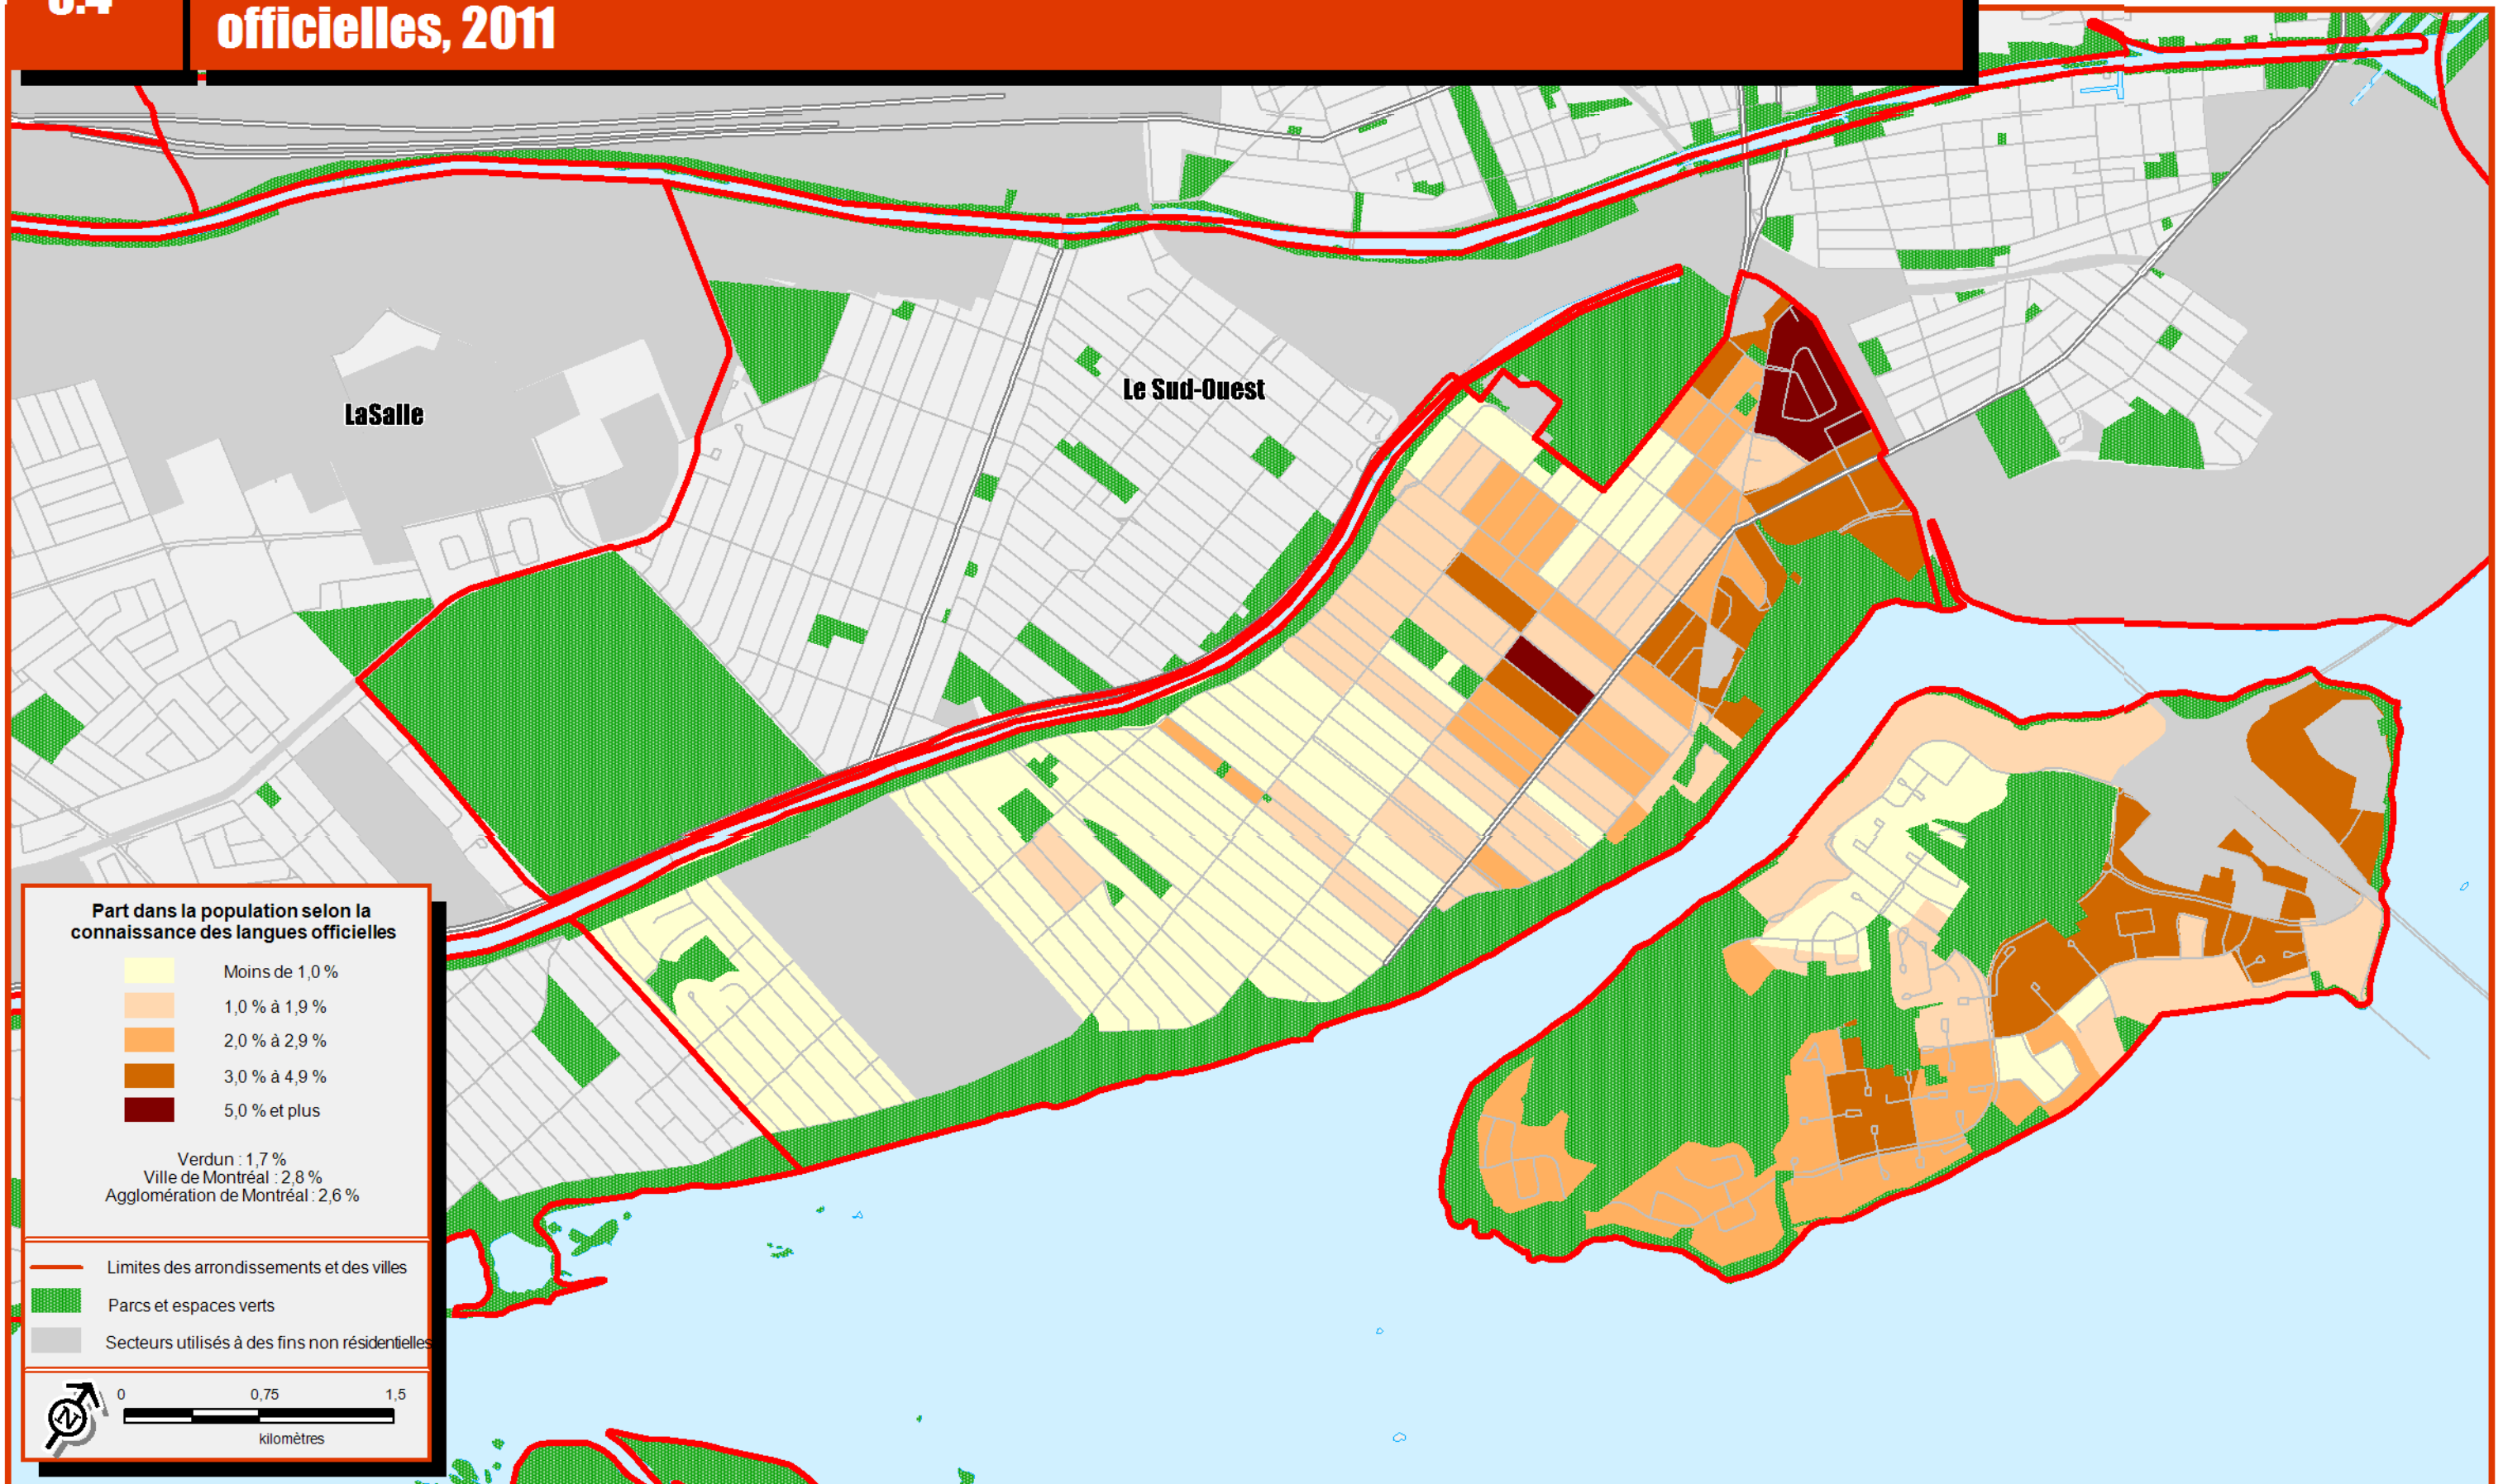 officielles, 2011
LaSalle
Le Sud-Ouest
Part dans la population selon la
connaissance des langues officielles
Moins de 1,0 %
1,0 % à 1,9 %
2,0 % à 2,9 %
3,0 % à 4,9 %
5,0 % et plus
Verdun : 1,7 %
Ville de Montréal : 2,8 %
Agglomération de Montréal : 2,6 %
Limites des arrondissements et des villes
Parcs et espaces verts
Secteurs utilisés à des fins non résidentielles
N
0 0,75 1,5
kilomètres